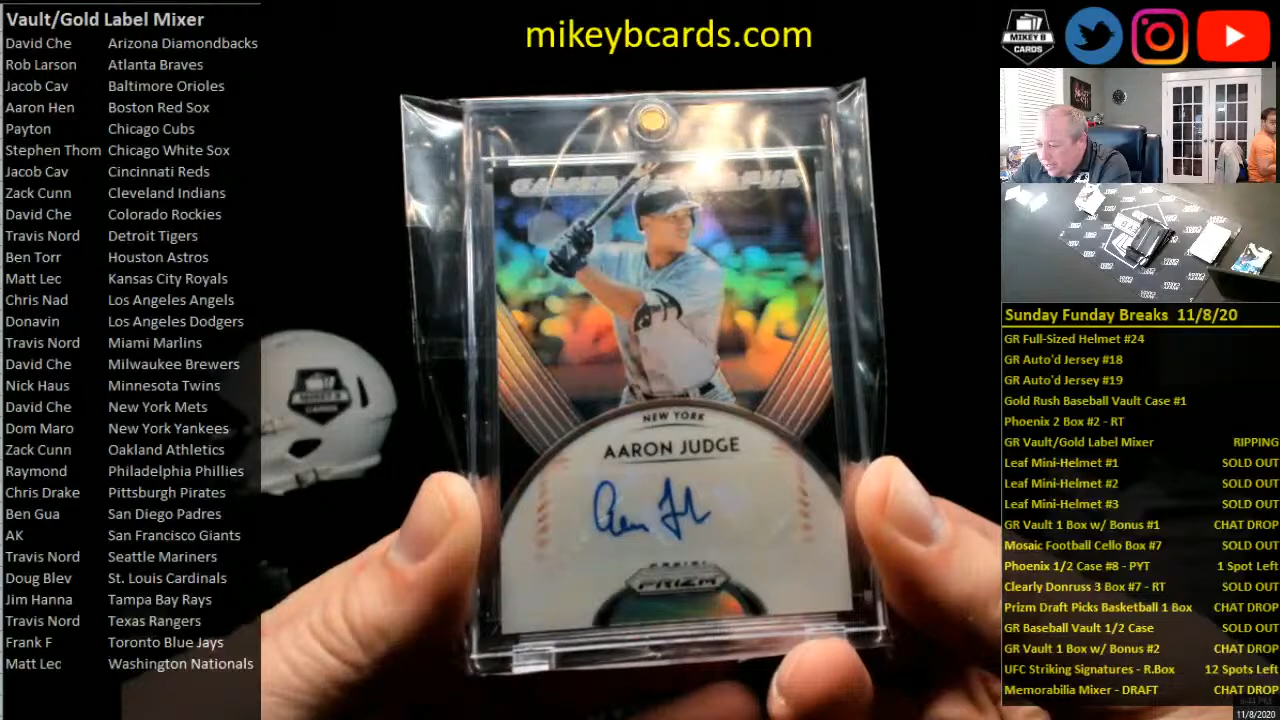 Vault/Gold Label Mixer
David Che Arizona Diamondbacks
Rob Larson Atlanta Braves
Jacob Cav Baltimore Orioles
Aaron Hen Boston Red Sox
Payton Chicago Cubs
Stephen Thom Chicago White Sox
Jacob Cav Cincinnati Reds
Zack Cunn Cleveland Indians
David Che Colorado Rockies
Travis Nord Detroit Tigers
Ben Torr Houston Astros
Matt Lec Kansas City Royals
Chris Nad Los Angeles Angels
Donavin Los Angeles Dodgers
Travis Nord Miami Marlins
David Che Milwaukee Brewers
Nick Haus Minnesota Twins
David Che New York Mets
Dom Maro New York Yankees
Zack Cunn Oakland Athletics
Raymond Philadelphia Phillies
Chris Drake Pittsburgh Pirates
Ben Gua San Diego Padres
AK San Francisco Giants
Travis Nord Seattle Mariners
Doug Blev St. Louis Cardinals
Jim Hanna Tampa Bay Rays
Travis Nord Texas Rangers
Frank F Toronto Blue Jays
Matt Lec Washington Nationals
mikeybcards.com
NEW YORK
AARON JUDGE
PRIZM
MIKEY B
CARDS
MIKEY B
CARDS
Sunday Funday Breaks 11/8/20
GR Full-Sized Helmet #24
GR Auto'd Jersey #18
GR Auto'd Jersey #19
Gold Rush Baseball Vault Case #1
Phoenix 2 Box #2 - RT
GR Vault/Gold Label Mixer RIPPING
Leaf Mini-Helmet #1 SOLD OUT
Leaf Mini-Helmet #2 SOLD OUT
Leaf Mini-Helmet #3 SOLD OUT
GR Vault 1 Box w/ Bonus #1 CHAT DROP
Mosaic Football Cello Box #7 SOLD OUT
Phoenix 1/2 Case #8 - PYT 1 Spot Left
Clearly Donruss 3 Box #7 - RT SOLD OUT
Prizm Draft Picks Basketball 1 Box CHAT DROP
GR Baseball Vault 1/2 Case SOLD OUT
GR Vault 1 Box w/ Bonus #2 CHAT DROP
UFC Striking Signatures - R.Box 12 Spots Left
Memorabilia Mixer - DRAFT CHAT DROP
11/8/2020